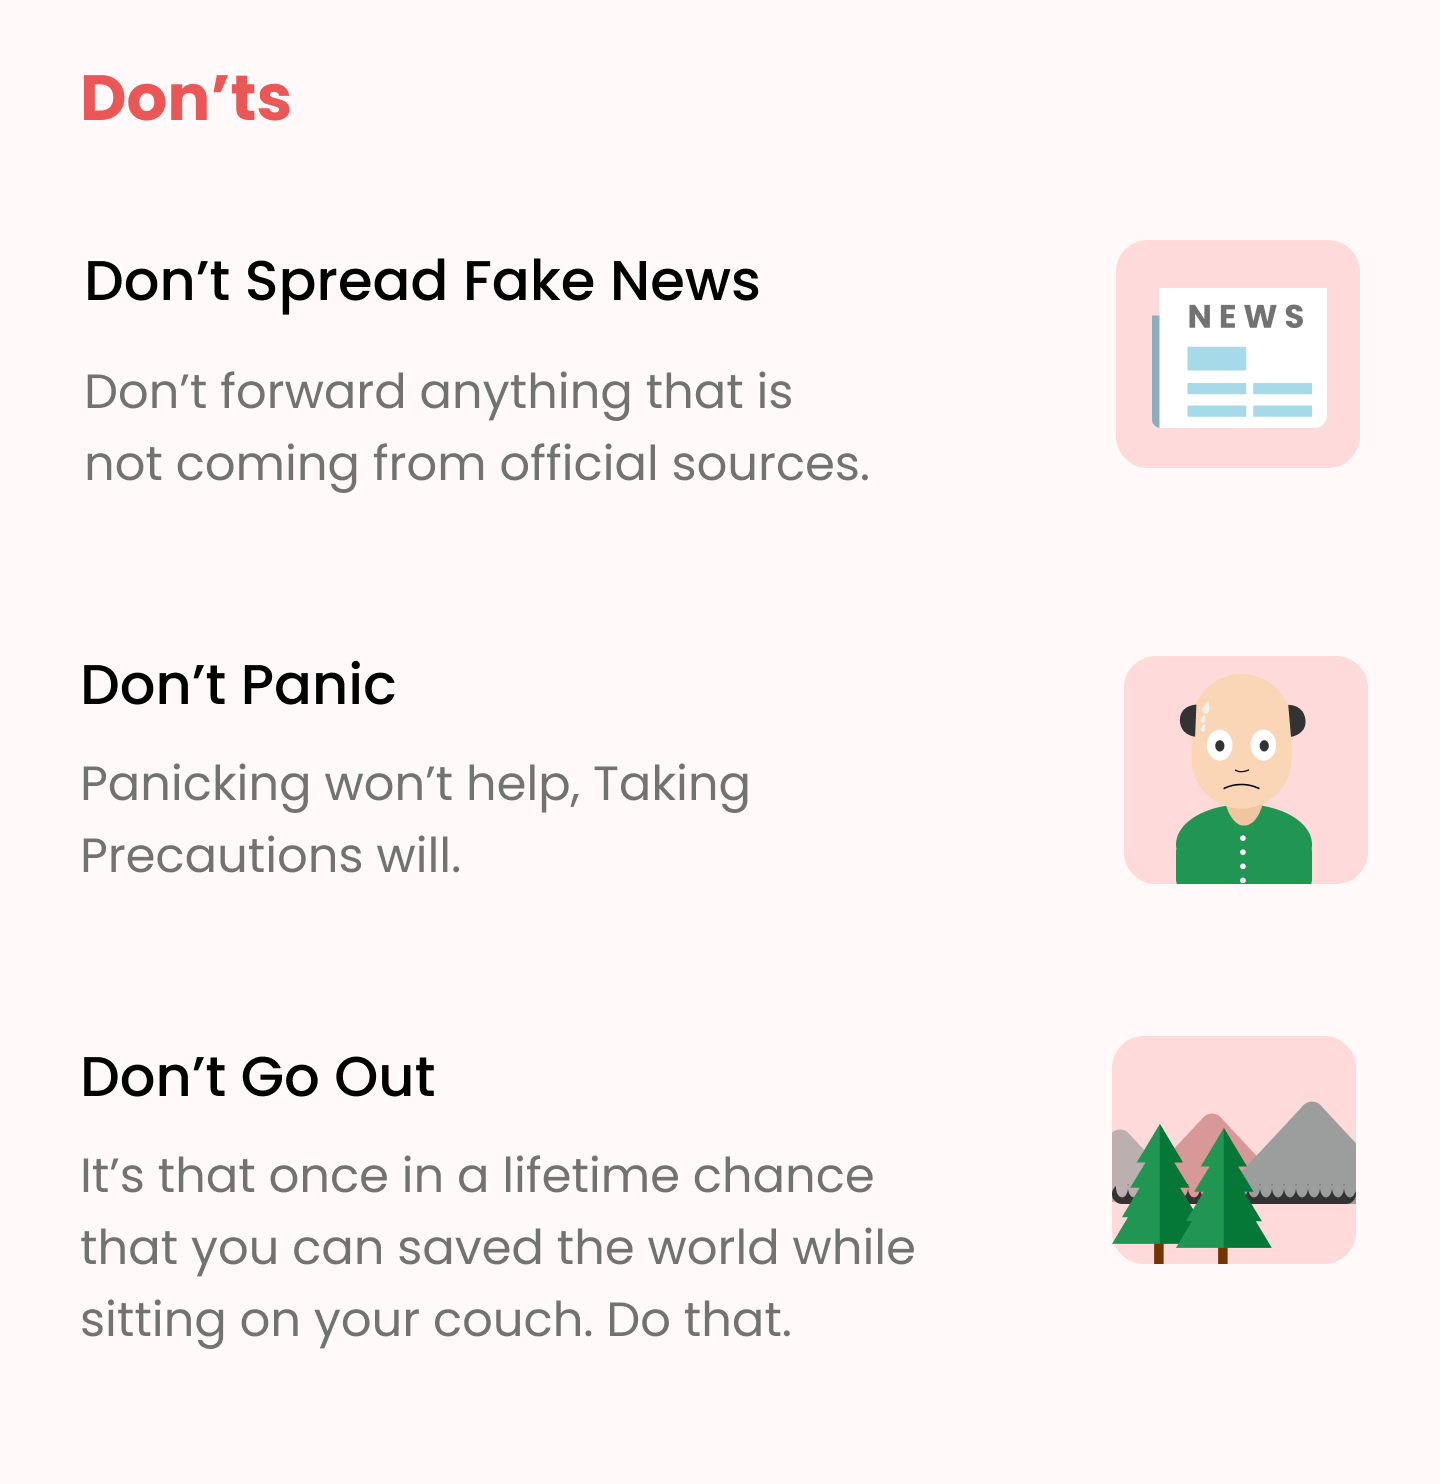 Don’ts
Don’t Spread Fake News
NEWS
Don’t forward anything that is
not coming from official sources.
Don’t Panic
Panicking won’t help, Taking
Precautions will.
Don’t Go Out
It’s that once in a lifetime chance
that you can saved the world while
sitting on your couch. Do that.